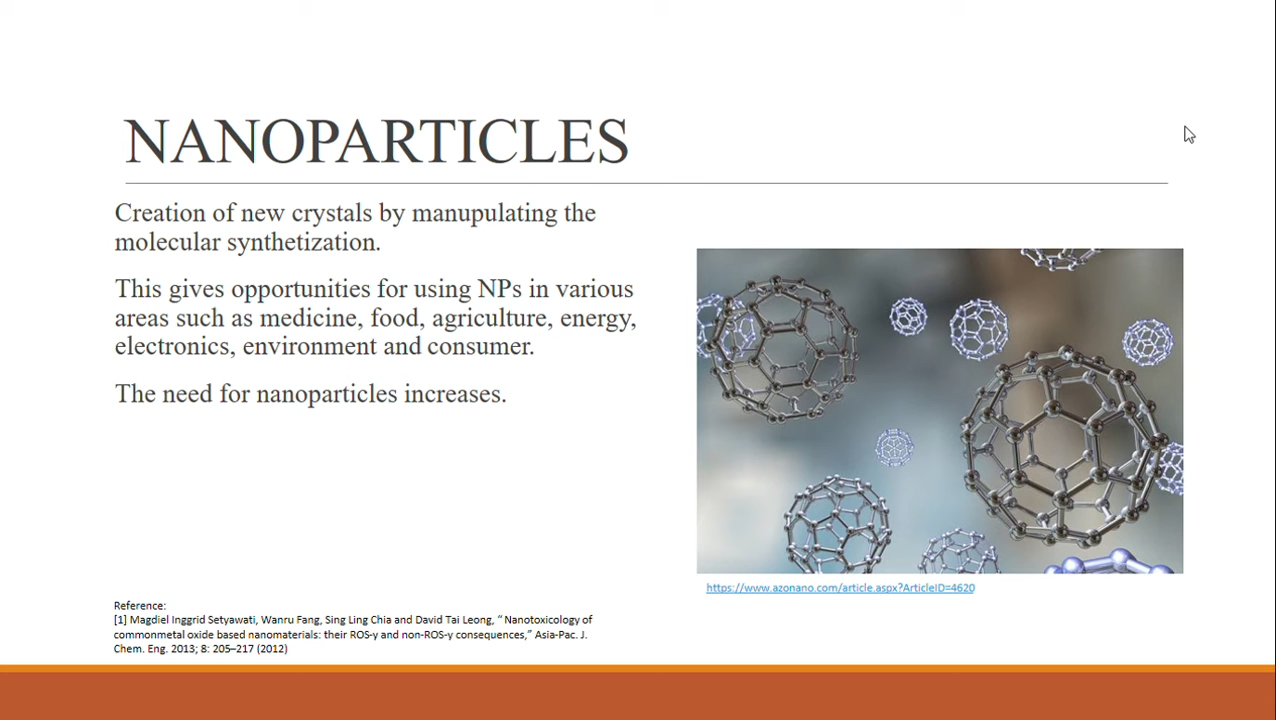 NANOPARTICLES
Creation of new crystals by manupulating the
molecular synthetization.
This gives opportunities for using NPs in various
areas such as medicine, food, agriculture, energy,
electronics, environment and consumer.
The need for nanoparticles increases.
https://www.azonano.com/article.aspx?ArticleID=4620
Reference:
[1] Magdiel Inggrid Setyawati, Wanru Fang, Sing Ling Chia and David Tai Leong, “ Nanotoxicology of
commonmetal oxide based nanomaterials: their ROS-γ and non-ROS-γ consequences,” Asia-Pac. J.
Chem. Eng. 2013; 8: 205–217 (2012)